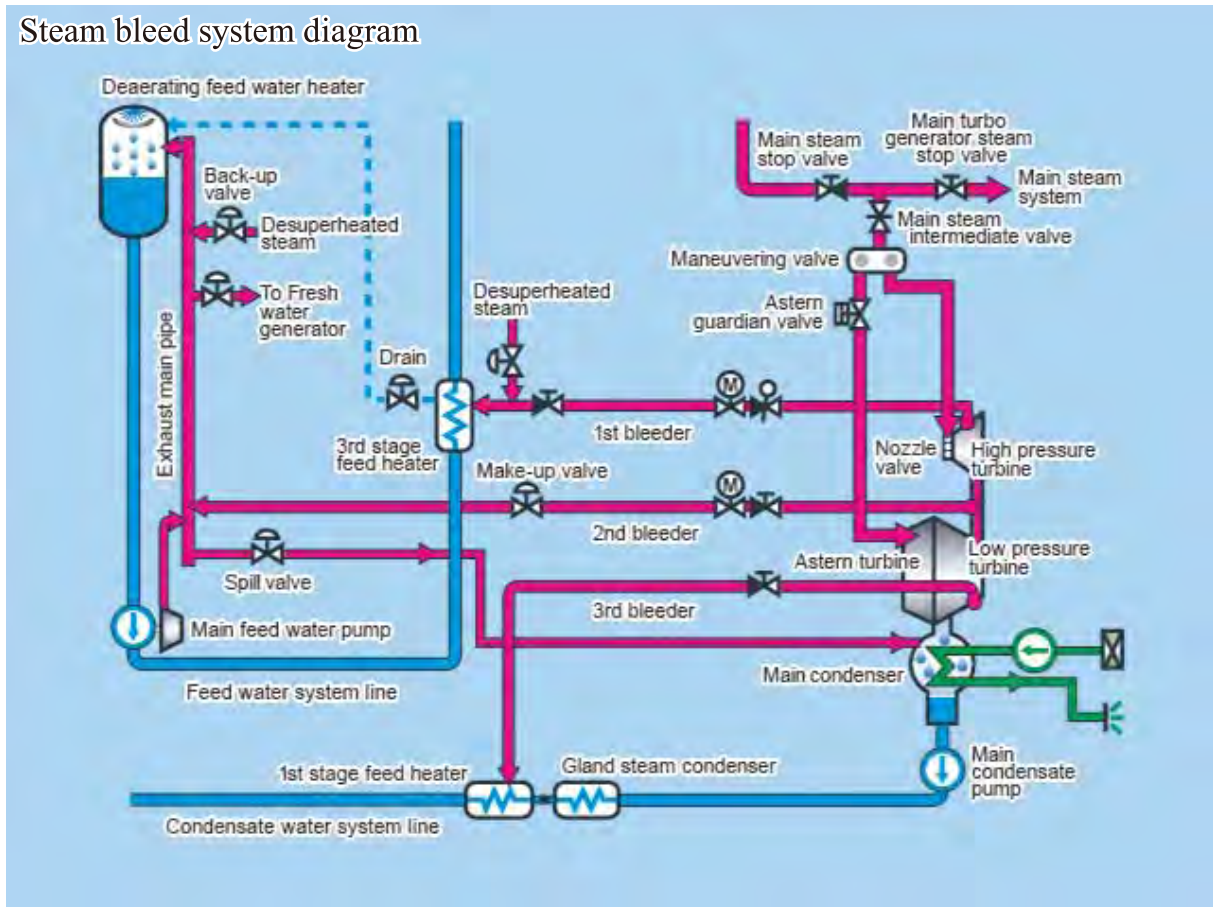 Steam bleed system diagram
Deaerating feed water heater
Back-up
valve
Desuperheated
steam
To Fresh
water
generator
Exhaust main pipe
Drain
3rd stage
feed heater
Desuperheated
steam
Main steam
stop valve
Main turbo
generator steam
stop valve
Main steam
system
Main steam
intermediate valve
Maneuvering valve
Astern
guardian valve
M
1st bleeder
Nozzle
valve
High pressure
turbine
Make-up valve
M
2nd bleeder
Astern turbine
Low pressure
turbine
Spill valve
3rd bleeder
Main feed water pump
Main condenser
Feed water system line
1st stage feed heater
Gland steam condenser
Main
condensate
pump
Condensate water system line